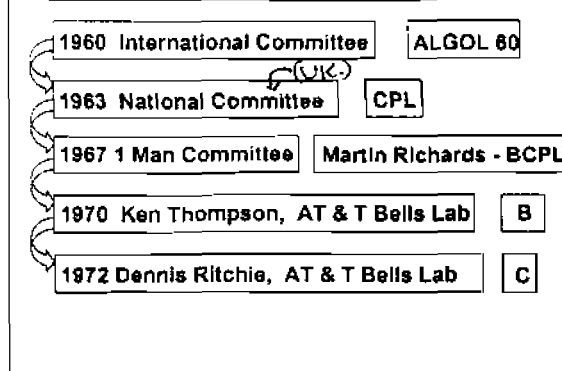 1960 International Committee ALGOL 60
(UK.)
1963 National Committee CPL
1967 1 Man Committee Martin Richards - BCPL
1970 Ken Thompson, AT & T Bells Lab B
1972 Dennis Ritchie, AT & T Bells Lab C